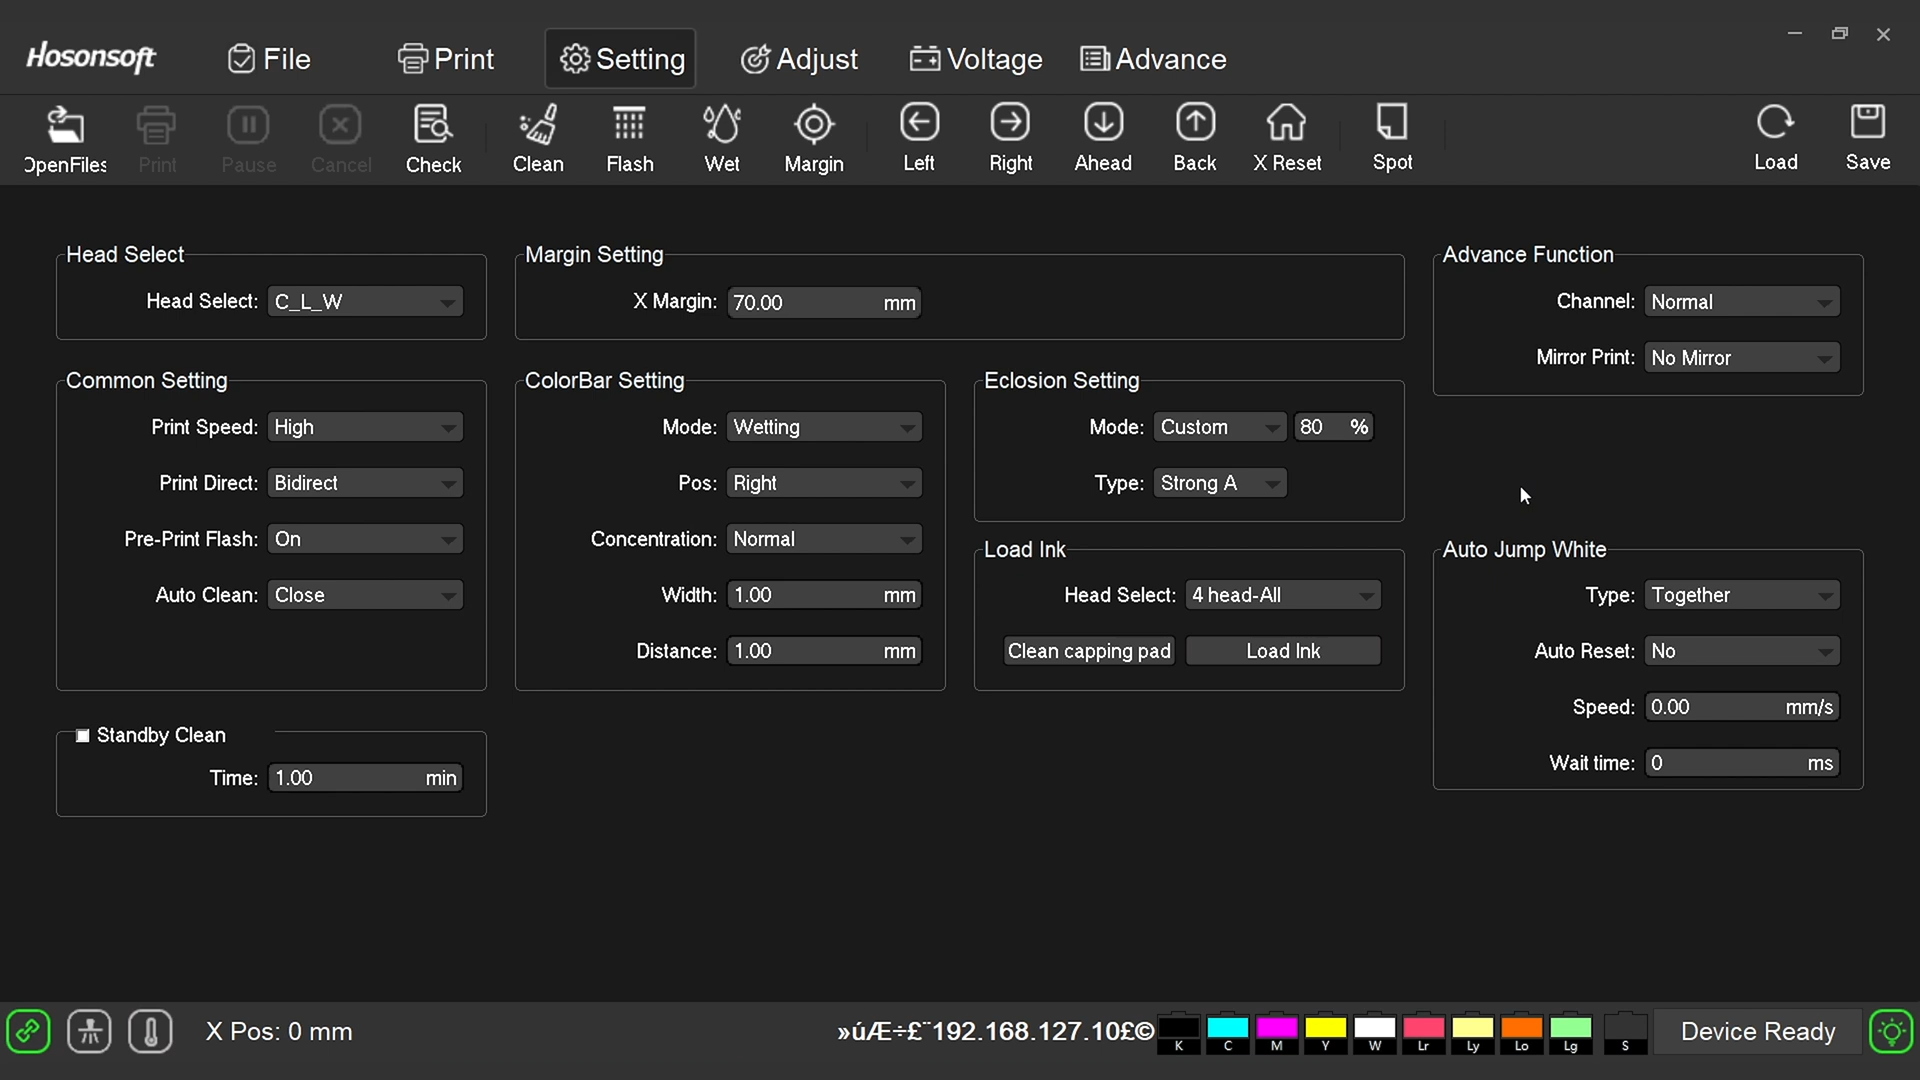 Hosonsoft
File
Print
Setting
Adjust
Voltage
Advance
OpenFiles
Print
Pause
Cancel
Check
Clean
Flash
Wet
Margin
Left
Right
Ahead
Back
X Reset
Spot
Load
Save
Head Select
Head Select: C_L_W
Margin Setting
X Margin: 70.00 mm
Advance Function
Channel: Normal
Mirror Print: No Mirror
Common Setting
Print Speed: High
Print Direct: Bidirect
Pre-Print Flash: On
Auto Clean: Close
ColorBar Setting
Mode: Wetting
Pos: Right
Concentration: Normal
Width: 1.00 mm
Distance: 1.00 mm
Eclosion Setting
Mode: Custom 80 %
Type: Strong A
Load Ink
Head Select: 4 head-All
Clean capping pad
Load Ink
Auto Jump White
Type: Together
Auto Reset: No
Speed: 0.00 mm/s
Wait time: 0 ms
Standby Clean
Time: 1.00 min
X Pos: 0 mm
»úÆ÷£¨192.168.127.10£©
K
C
M
Y
W
Lr
Ly
Lo
Lg
S
Device Ready